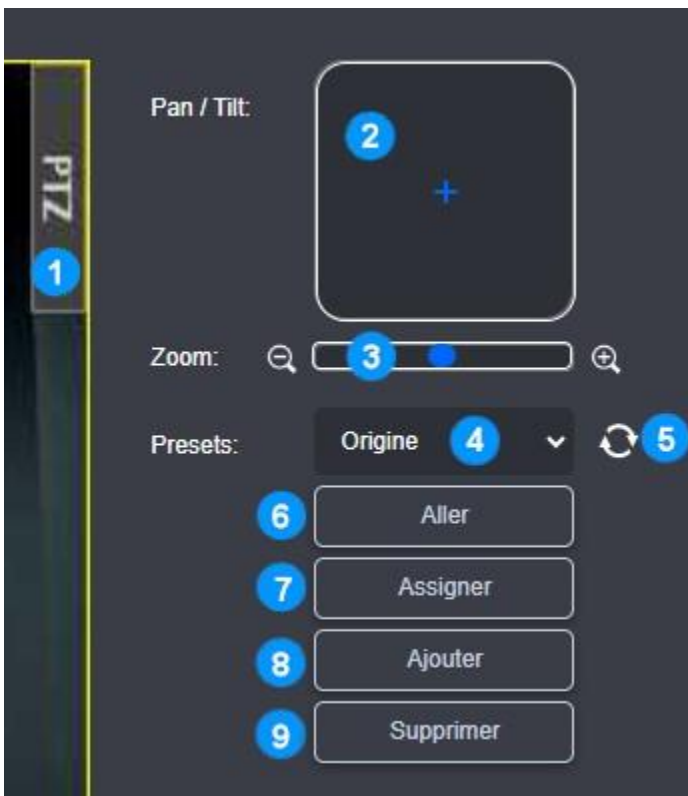 Pan / Tilt:
2
PTZ
1
+
Zoom:
3
Presets:
Origine
4
5
6
Aller
7
Assigner
8
Ajouter
9
Supprimer